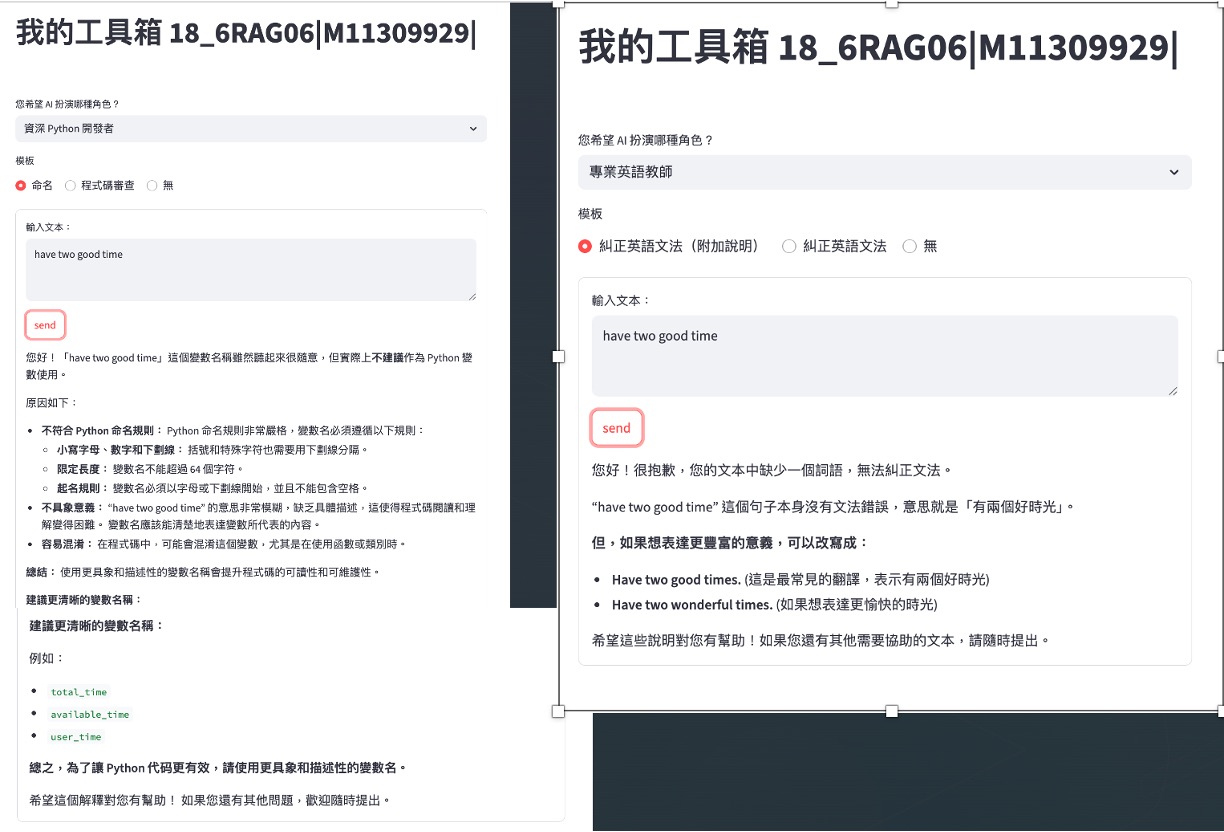 我的工具箱 18_6RAG06|M11309929|
您希望 AI 扮演哪種角色？
資深 Python 開發者
模板
命名 程式碼審查 無
輸入文本：
have two good time
send
您好！「have two good time」這個變數名稱雖然聽起來很隨意，但實際上不建議作為 Python 變
數使用。
原因如下：
不符合 Python 命名規則： Python 命名規則非常嚴格，變數名必須遵循以下規則：
小寫字母、數字和下劃線： 括號和特殊字符也需要用下劃線分隔。
限定長度： 變數名不能超過 64 個字符。
起名規則： 變數名必須以字母或下劃線開始，並且不能包含空格。
不具象意義： “have two good time” 的意思非常模糊，缺乏具體描述，這使得程式碼閱讀和理
解變得困難。 變數名應該能清楚地表達變數所代表的內容。
容易混淆： 在程式碼中，可能會混淆這個變數，尤其是在使用函數或類別時。
總結： 使用更具象和描述性的變數名稱會提升程式碼的可讀性和可維護性。
建議更清晰的變數名稱：
建議更清晰的變數名稱：
例如：
total_time
available_time
user_time
總之，為了讓 Python 代码更有效，請使用更具象和描述性的變數名。
希望這個解釋對您有幫助！ 如果您還有其他問題，歡迎隨時提出。
我的工具箱 18_6RAG06|M11309929|
您希望 AI 扮演哪種角色？
專業英語教師
模板
糾正英語文法（附加說明） 糾正英語文法 無
輸入文本：
have two good time
send
您好！很抱歉，您的文本中缺少一個詞語，無法糾正文法。
“have two good time” 這個句子本身沒有文法錯誤，意思就是「有兩個好時光」。
但，如果想表達更豐富的意義，可以改寫成：
Have two good times. (這是最常見的翻譯，表示有兩個好時光)
Have two wonderful times. (如果想表達更愉快的時光)
希望這些說明對您有幫助！如果您還有其他需要協助的文本，請隨時提出。